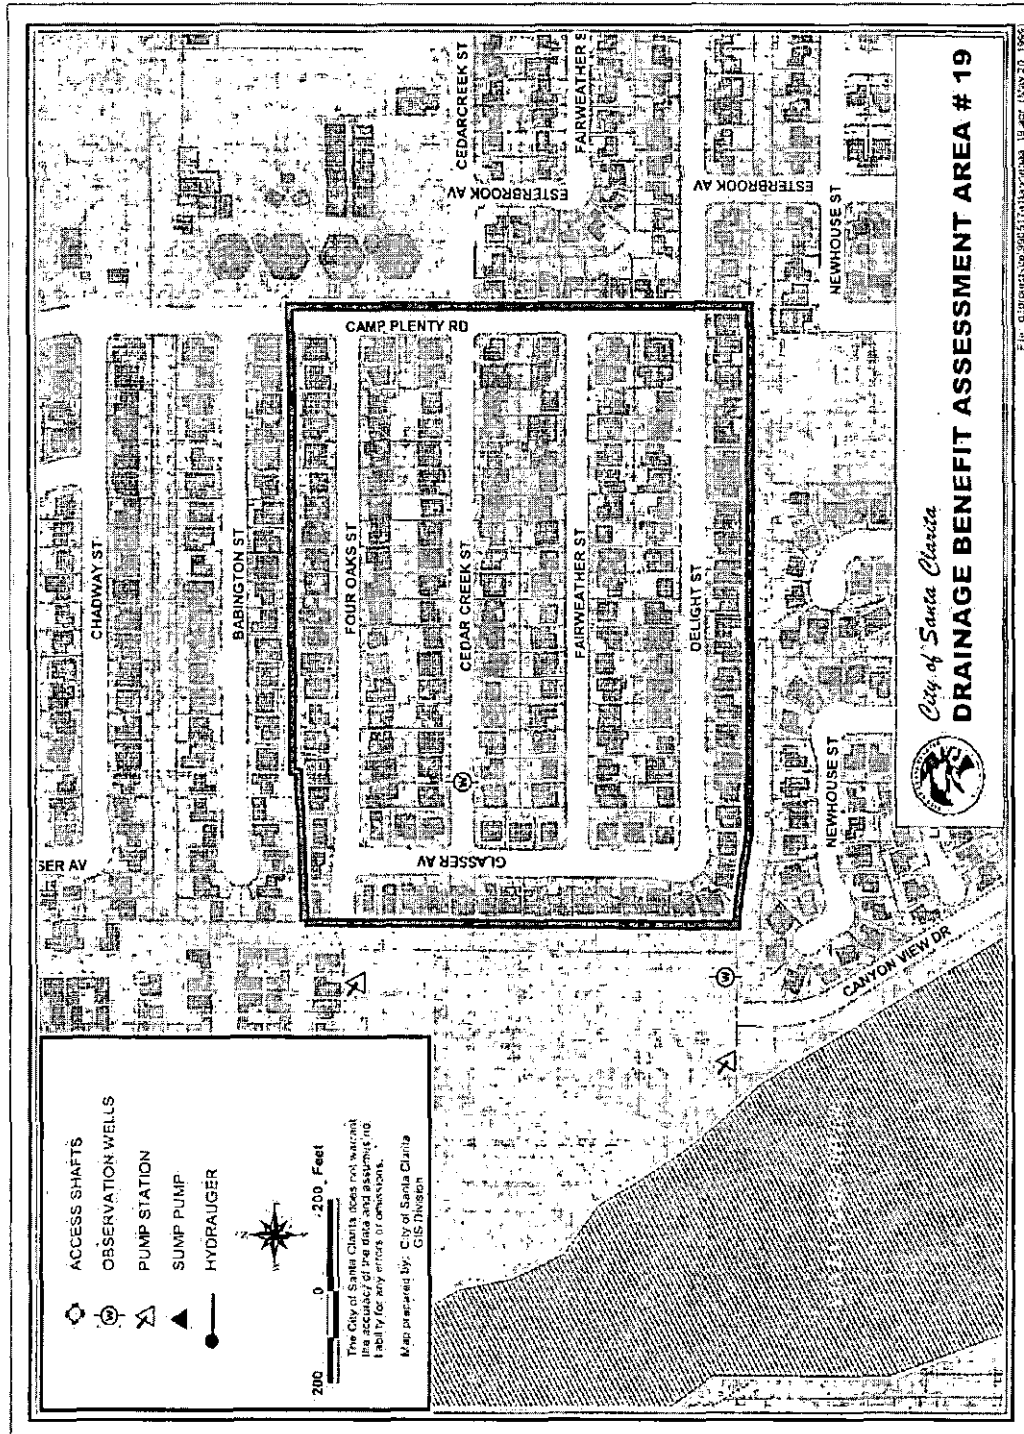 City of Santa Clarita
DRAINAGE BENEFIT ASSESSMENT AREA # 19
ACCESS SHAFTS
OBSERVATION WELLS
PUMP STATION
SUMP PUMP
HYDRAUGER
200 0 200 Feet
The City of Santa Clarita does not warrant
the accuracy of the data and assumes no
liability for any errors or omissions.
Map prepared by: City of Santa Clarita
GIS Division
SER AV
CHADWAY ST
BABINGTON ST
FOUR OAKS ST
CEDAR CREEK ST
FAIRWEATHER ST
DELIGHT ST
GLASSER AV
CAMP PLENTY RD
CEDARCREEK ST
FAIRWEATHER S
ESTERBROOK AV
ESTERBROOK AV
NEWHOUSE ST
NEWHOUSE ST
CANYON VIEW DR
W
W
W